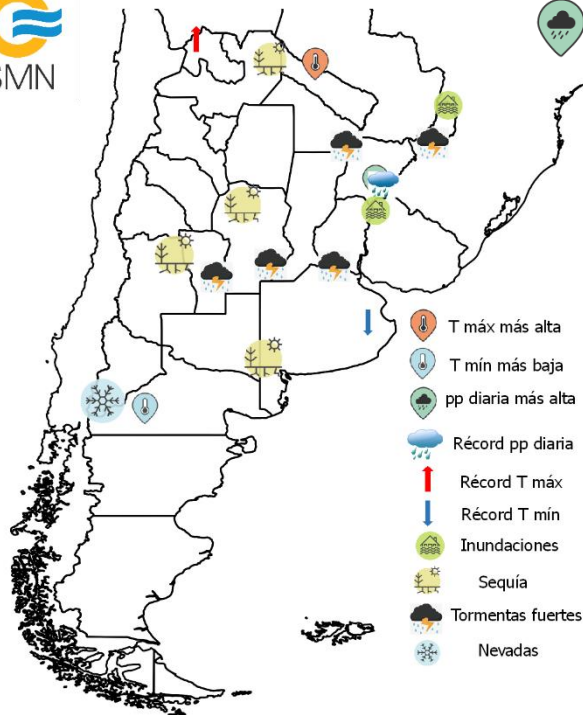 SMN
T máx más alta
T mín más baja
pp diaria más alta
Récord pp diaria
Récord T máx
Récord T mín
Inundaciones
Sequía
Tormentas fuertes
Nevadas